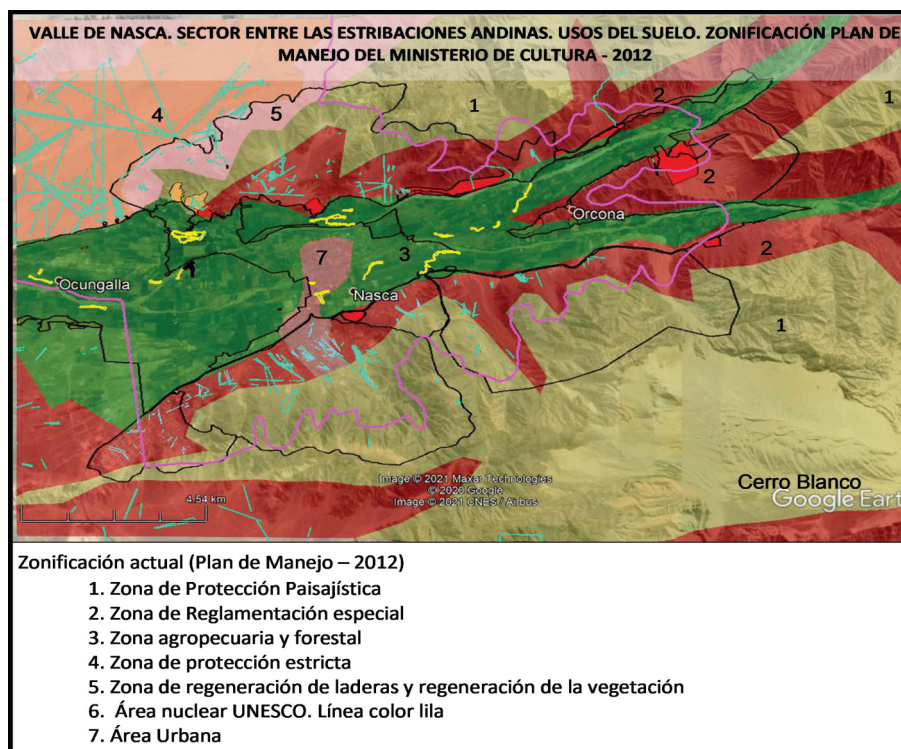 VALLE DE NASCA. SECTOR ENTRE LAS ESTRIBACIONES ANDINAS. USOS DEL SUELO. ZONIFICACIÓN PLAN DE
MANEJO DEL MINISTERIO DE CULTURA - 2012
4
5
1
2
1
2
Orcona
7
3
2
Ocungalla
Nasca
1
Image © 2021 Maxar Technologies
© 2020 Google
Image © 2021 CNES / Airbus
Cerro Blanco
Google Eart
4.54 km
Zonificación actual (Plan de Manejo – 2012)
1. Zona de Protección Paisajística
2. Zona de Reglamentación especial
3. Zona agropecuaria y forestal
4. Zona de protección estricta
5. Zona de regeneración de laderas y regeneración de la vegetación
6. Área nuclear UNESCO. Línea color lila
7. Área Urbana